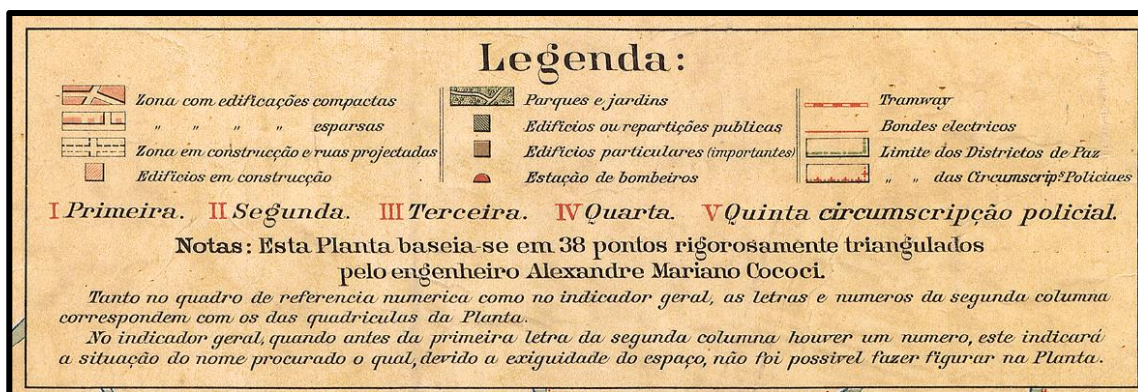 Legenda:
Zona com edificações compactas
" " " " esparsas
Zona em construcção e ruas projectadas
Edifícios em construcção
Parques e jardins
Edifícios ou repartições publicas
Edifícios particulares (importantes)
Estação de bombeiros
Tramway
Bondes electricos
Limite dos Districtos de Paz
" " das Circumscrip.s Policiaes
I Primeira. II Segunda. III Terceira. IV Quarta. V Quinta circumscripção policial.
Notas: Esta Planta baseia-se em 38 pontos rigorosamente triangulados
pelo engenheiro Alexandre Mariano Cococi.
Tanto no quadro de referencia numerica como no indicador geral, as letras e numeros da segunda columna
correspondem com os das quadriculas da Planta.
No indicador geral, quando antes da primeira letra da segunda columna houver um numero, este indicará
a situação do nome procurado o qual, devido a exiguidade do espaço, não foi possivel fazer figurar na Planta.